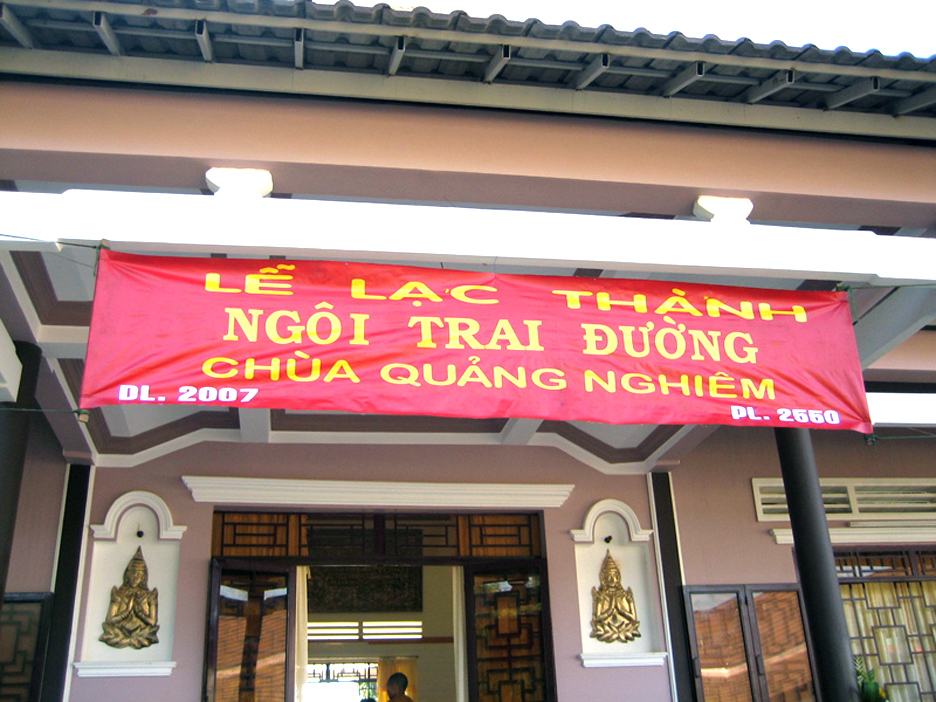 LỄ LẠC THÀNH
NGÔI TRAI ĐƯỜNG
CHÙA QUẢNG NGHIÊM
DL. 2007
PL. 2550